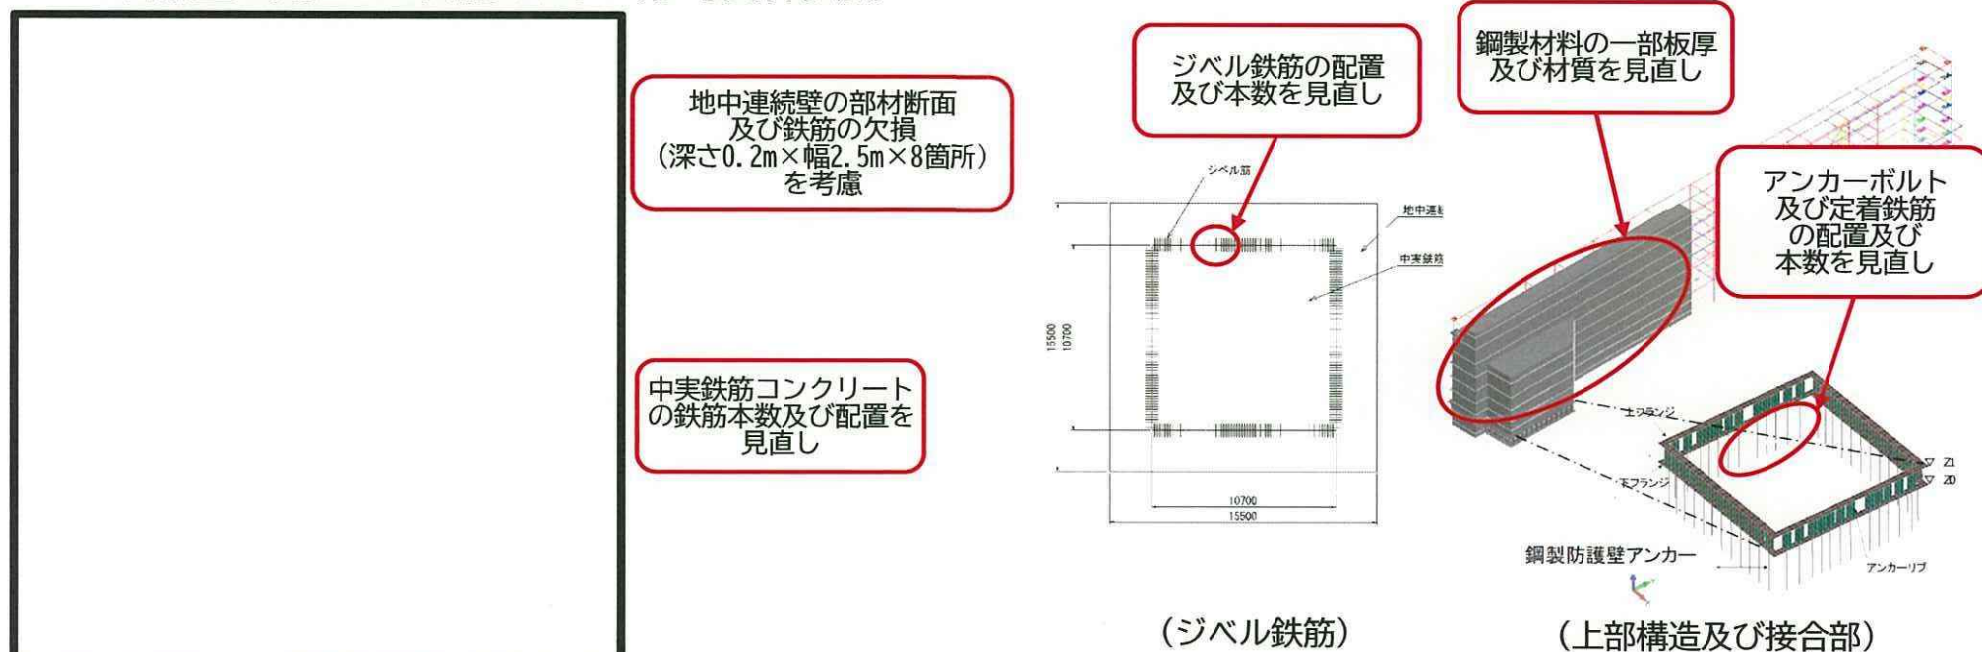 地中連続壁の部材断面
及び鉄筋の欠損
（深さ0.2m×幅2.5m×8箇所）
を考慮
中実鉄筋コンクリート
の鉄筋本数及び配置を
見直し
ジベル鉄筋の配置
及び本数を見直し
ジベル筋
地中連
中実鉄筋
15500
10700
10700
15500
（ジベル鉄筋）
鋼製材料の一部板厚
及び材質を見直し
アンカーボルト
及び定着鉄筋
の配置及び
本数を見直し
上フランジ
下フランジ
Z1
Z0
鋼製防護壁アンカー
アンカーリブ
（上部構造及び接合部）